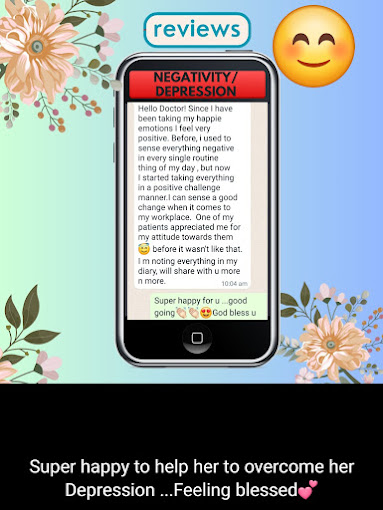 reviews
NEGATIVITY/
DEPRESSION
Hello Doctor! Since I have
been taking my happie
emotions I feel very
positive. Before, i used to
sense everything negative
in every single routine
thing of my day , but now
I started taking everything
in a positive challenge
manner.I can sense a good
change when it comes to
my workplace. One of my
patients appreciated me for
my attitude towards them
😇 before it wasn't like that.
I'm noting everything in my
diary, will share with u more
n more.
10:04 am
Super happy for u ...good
going👏🏻👏🏻😍God bless u
Super happy to help her to overcome her
Depression ...Feeling blessed💕